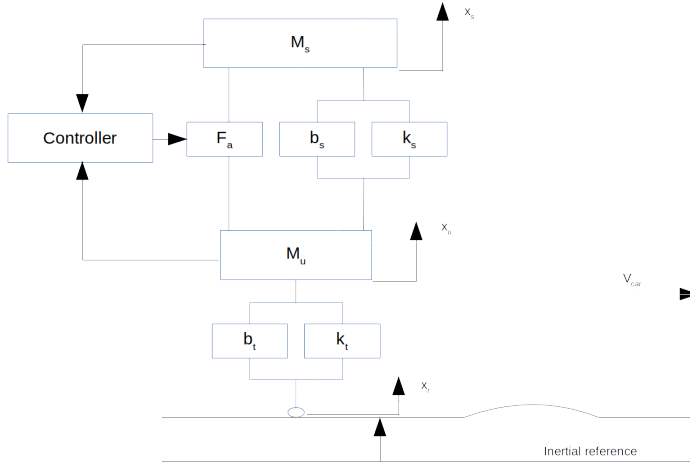 xs
Ms
Controller
Fa
bs
ks
xu
Mu
Vcar
bt
kt
xr
Inertial reference